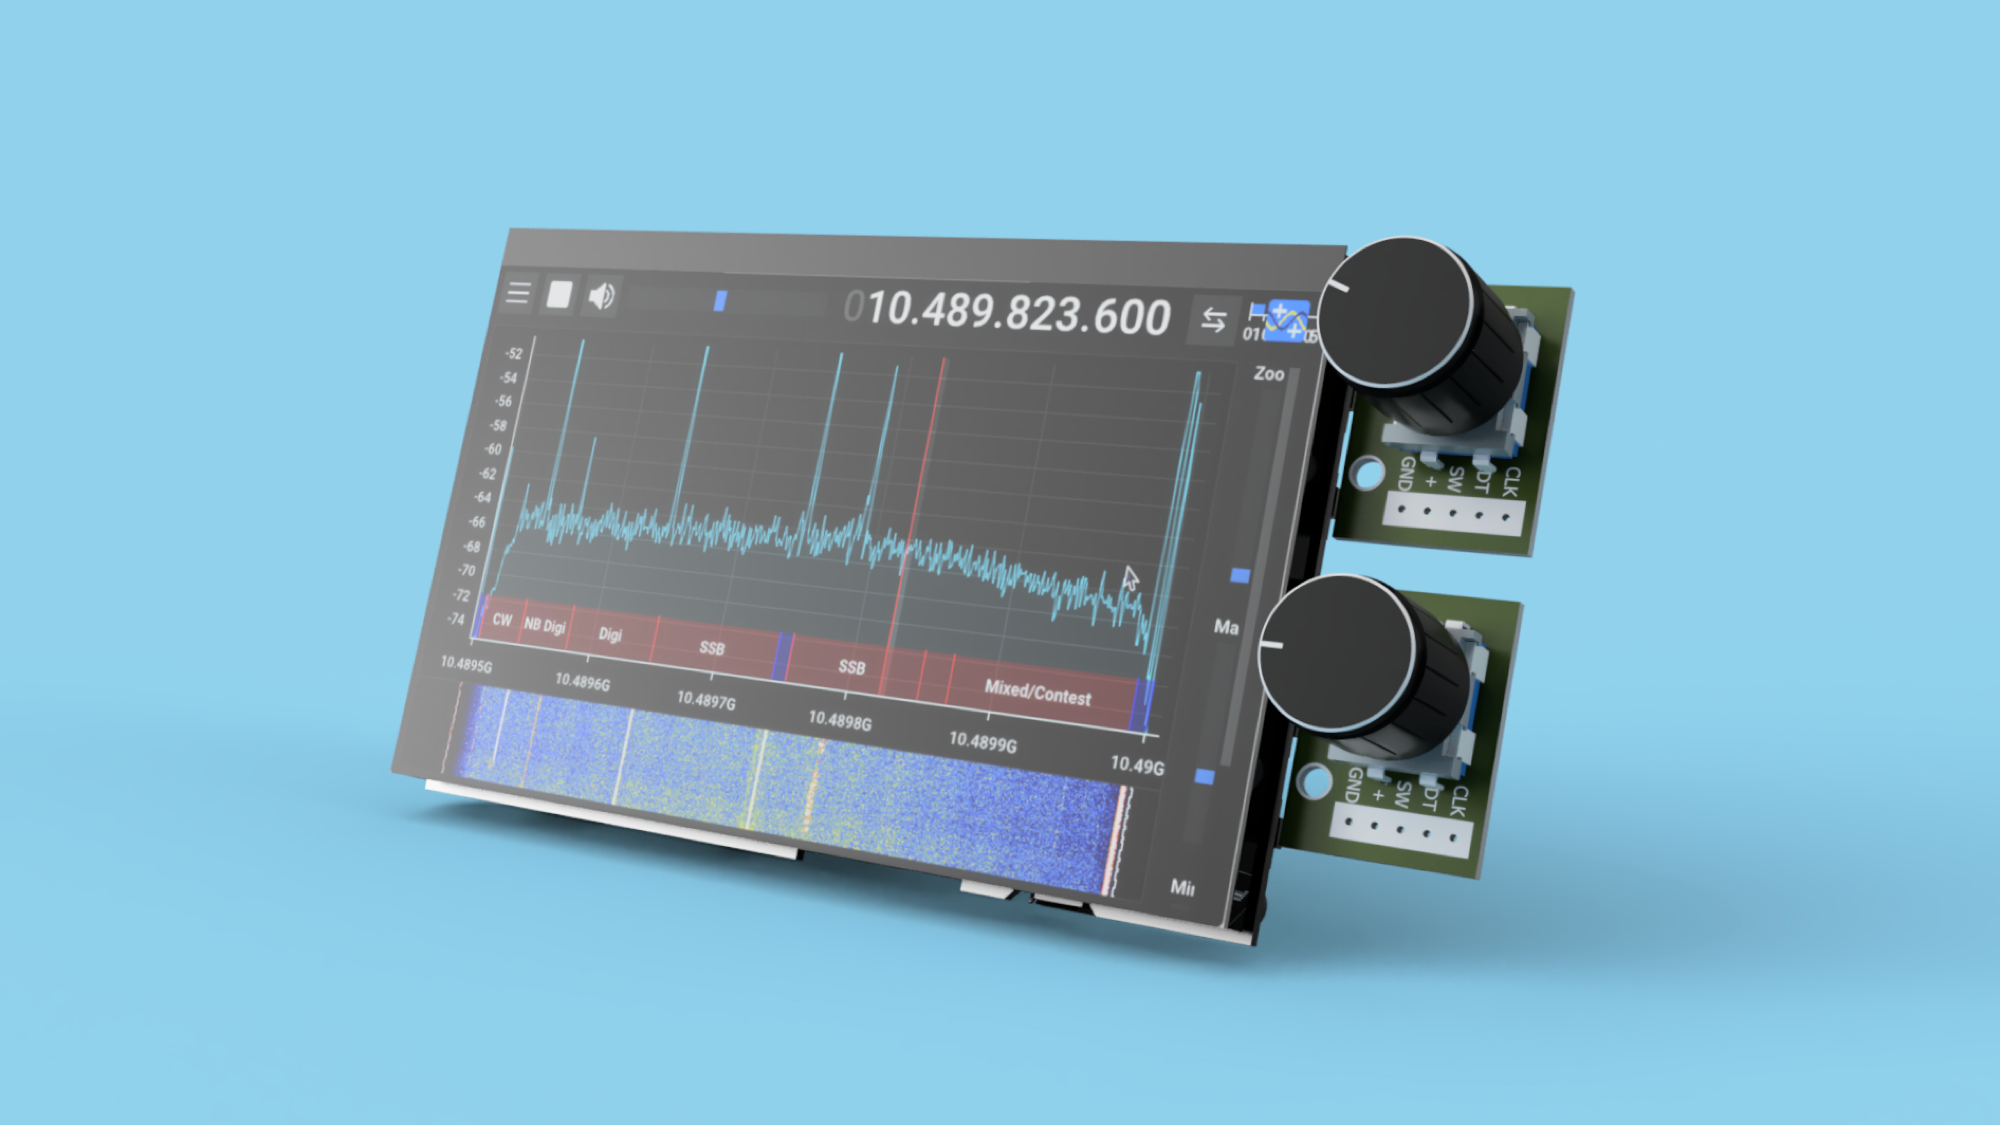 010.489.823.600
Zoo
-52
-54
-56
-58
-60
-62
-64
-66
-68
-70
-72
-74
Ma
CW NB Digi Digi SSB SSB Mixed/Contest
10.4895G 10.4896G 10.4897G 10.4898G 10.4899G 10.49G
GND + SW DT CLK
GND + SW DT CLK